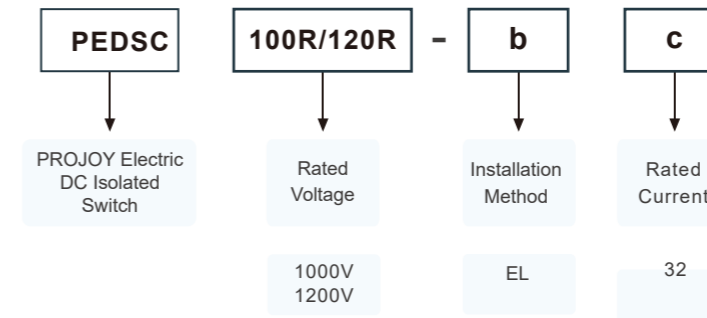 PEDSC 100R/120R - b c
PROJOY Electric
DC Isolated
Switch
Rated
Voltage
Installation
Method
Rated
Current
1000V
1200V
EL
32